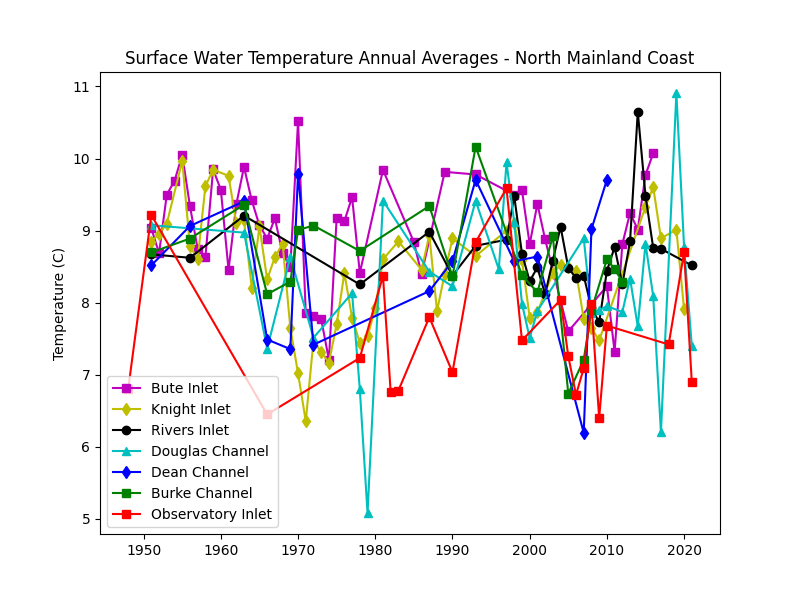 Surface Water Temperature Annual Averages - North Mainland Coast
Temperature (C)
11
10
9
8
7
6
5
1950 1960 1970 1980 1990 2000 2010 2020
Bute Inlet
Knight Inlet
Rivers Inlet
Douglas Channel
Dean Channel
Burke Channel
Observatory Inlet